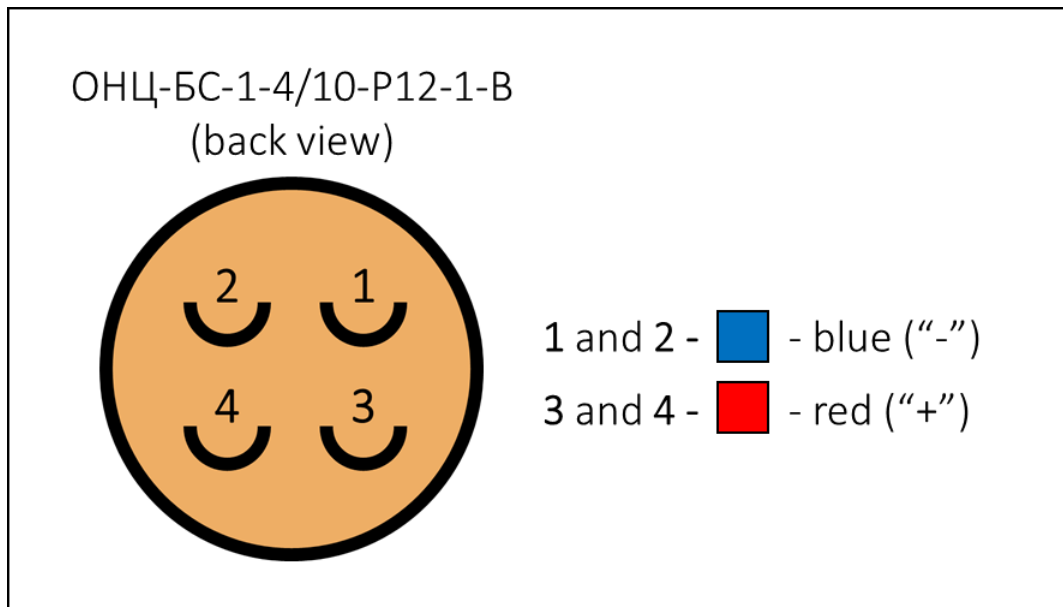 ОНЦ-БС-1-4/10-Р12-1-В
(back view)
2 1
4 3
1 and 2 - - blue (“-”)
3 and 4 - - red (“+”)